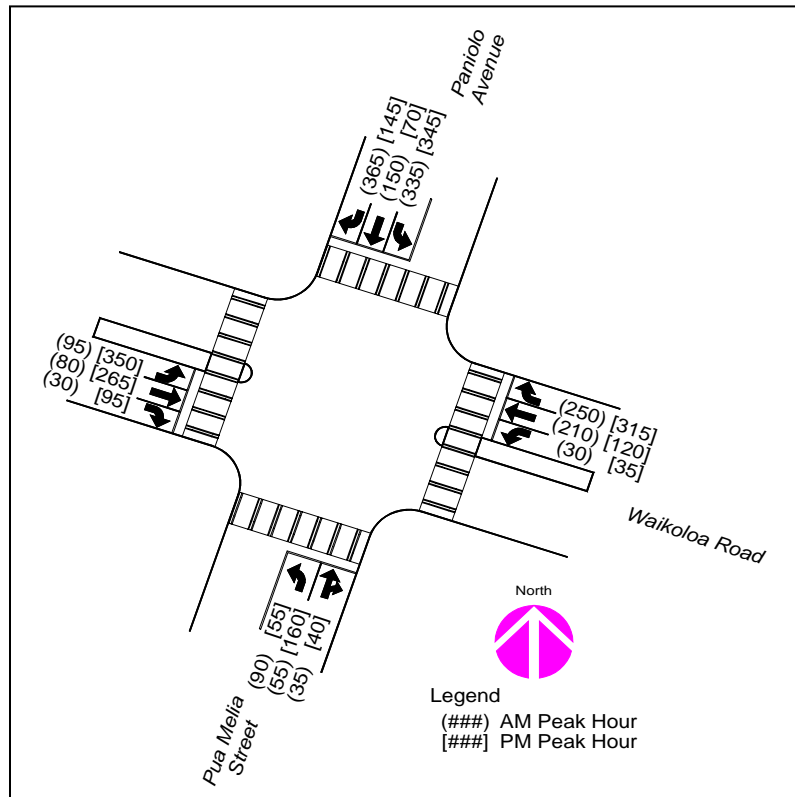 Paniolo
Avenue
(365) [145]
(150) [70]
(335) [345]
(95) [350]
(80) [265]
(30) [95]
(250) [315]
(210) [120]
(30) [35]
Waikoloa Road
(90) [55]
(55) [160]
(35) [40]
Pua Melia
Street
North
Legend
(###) AM Peak Hour
[###] PM Peak Hour